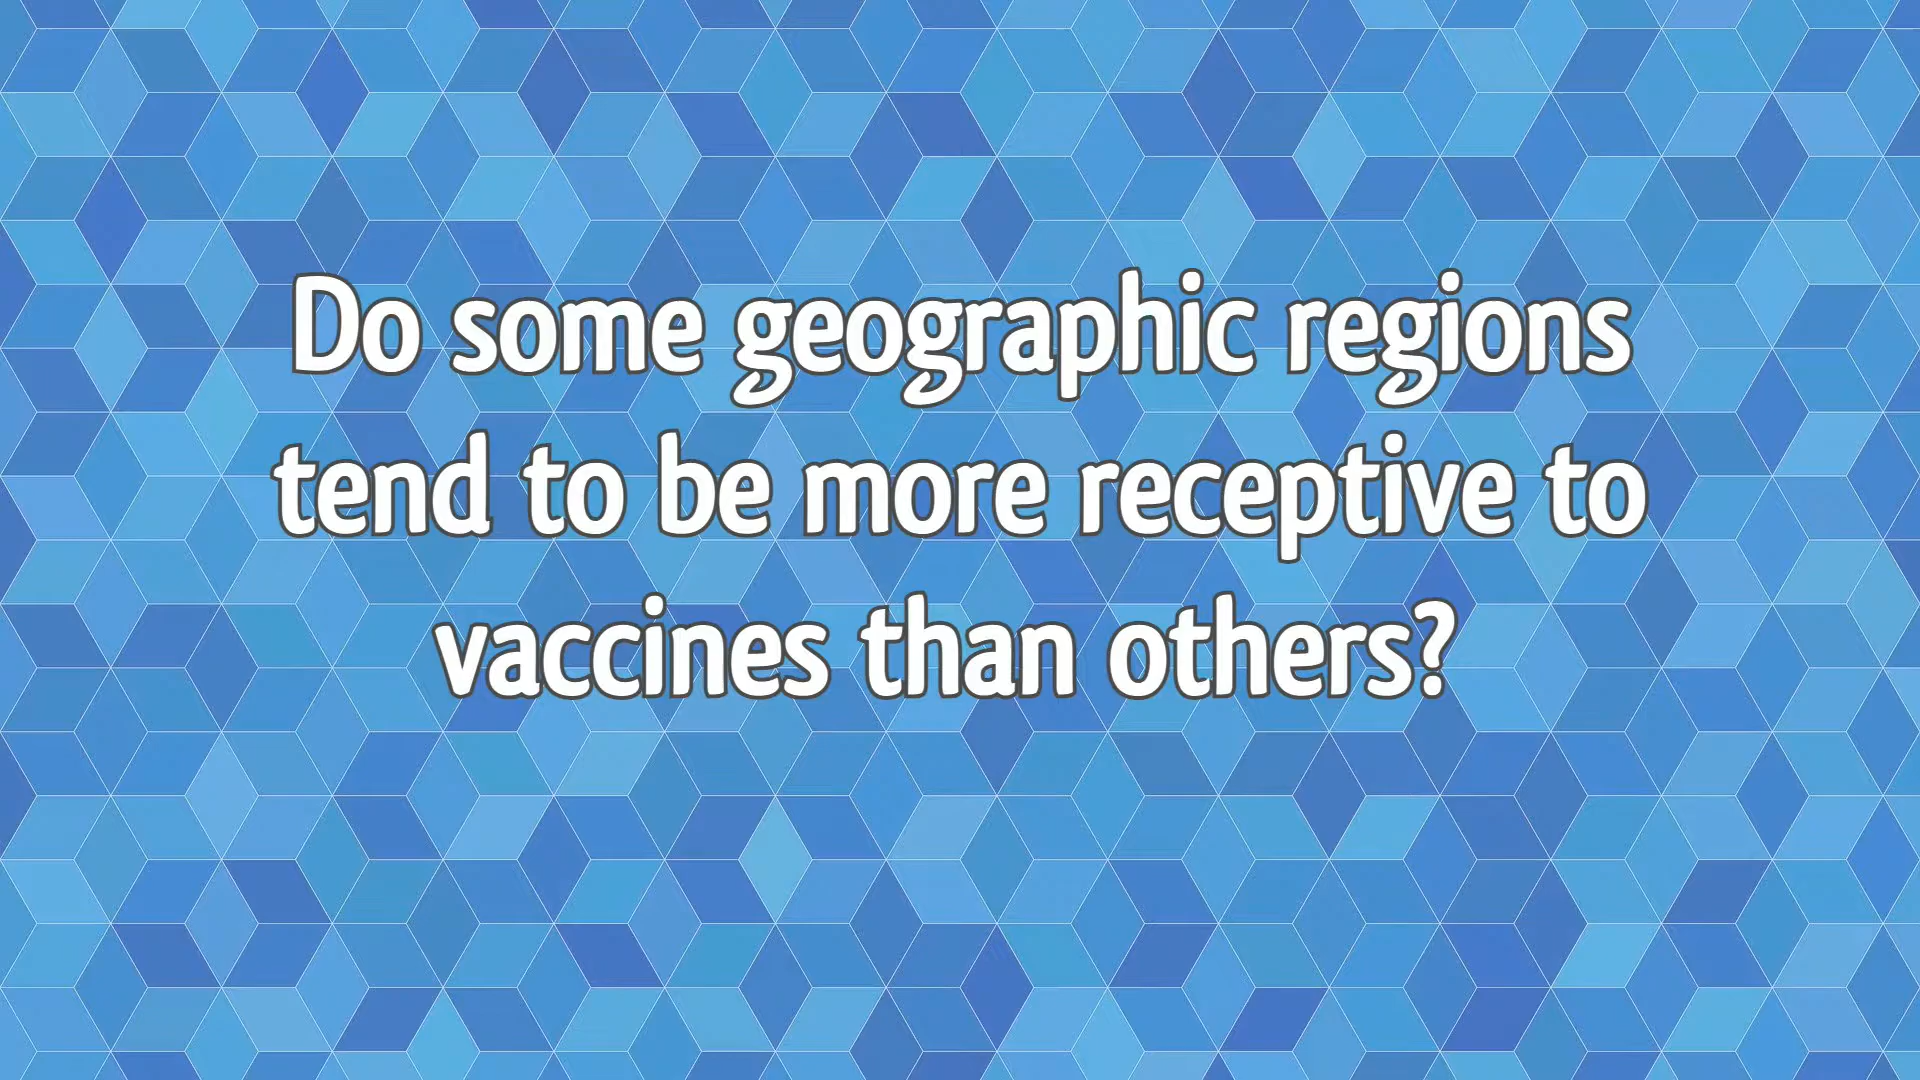 Do some geographic regions
tend to be more receptive to
vaccines than others?